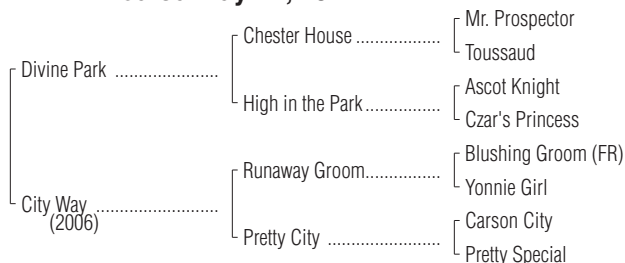 Mr. Prospector
Chester House
Toussaud
Divine Park
Ascot Knight
High in the Park
Czar's Princess
Blushing Groom (FR)
Runaway Groom
Yonnie Girl
City Way
(2006)
Carson City
Pretty City
Pretty Special